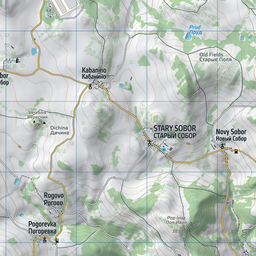 Prud
Old Fields
Старые Поля
Kabanino
Кабанино
Sobor
Собор
STARY SOBOR
СТАРЫЙ СОБОР
Dichina
Дичина
Novy Sobor
Новый Собор
Rogovo
Рогово
Pogorevka
Погоревка